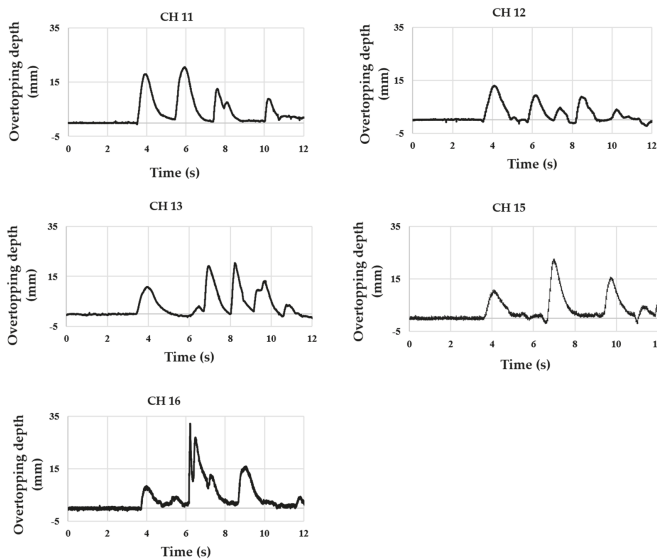 CH 11
Overtopping depth
(mm)
35
15
-5
0 2 4 6 8 10 12
Time (s)
CH 12
Overtopping depth
(mm)
35
15
-5
0 2 4 6 8 10 12
Time (s)
CH 13
Overtopping depth
(mm)
35
15
-5
0 2 4 6 8 10 12
Time (s)
CH 15
Overtopping depth
(mm)
35
15
-5
0 2 4 6 8 10 12
Time (s)
CH 16
Overtopping depth
(mm)
35
15
-5
0 2 4 6 8 10 12
Time (s)